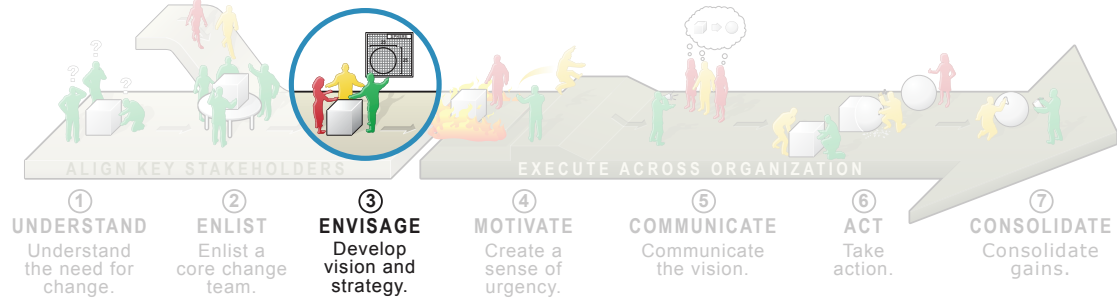 ? ? ?
ALIGN KEY STAKEHOLDERS
EXECUTE ACROSS ORGANIZATION
1 2 3 4 5 6 7
UNDERSTAND ENLIST ENVISAGE MOTIVATE COMMUNICATE ACT CONSOLIDATE
Understand
the need for
change.
Enlist a
core change
team.
Develop
vision and
strategy.
Create a
sense of
urgency.
Communicate
the vision.
Take
action.
Consolidate
gains.